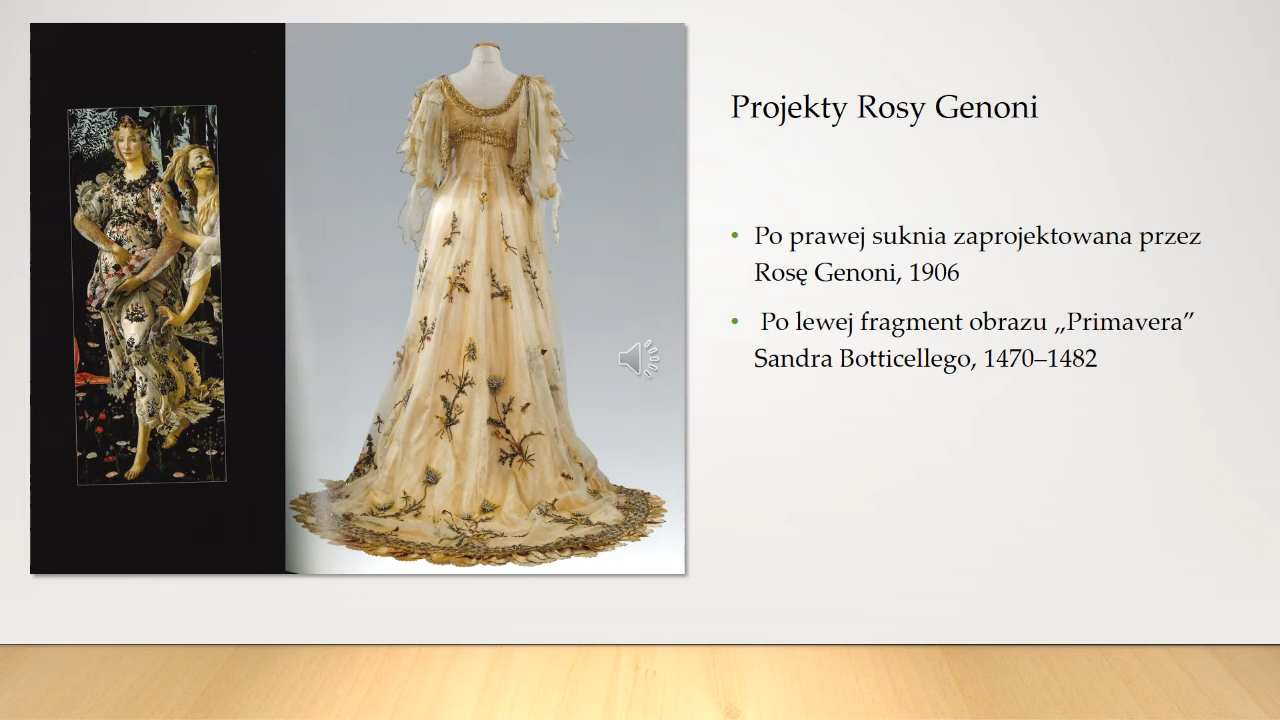 Projekty Rosy Genoni
• Po prawej suknia zaprojektowana przez
Rosę Genoni, 1906
• Po lewej fragment obrazu „Primavera”
Sandra Botticellego, 1470–1482